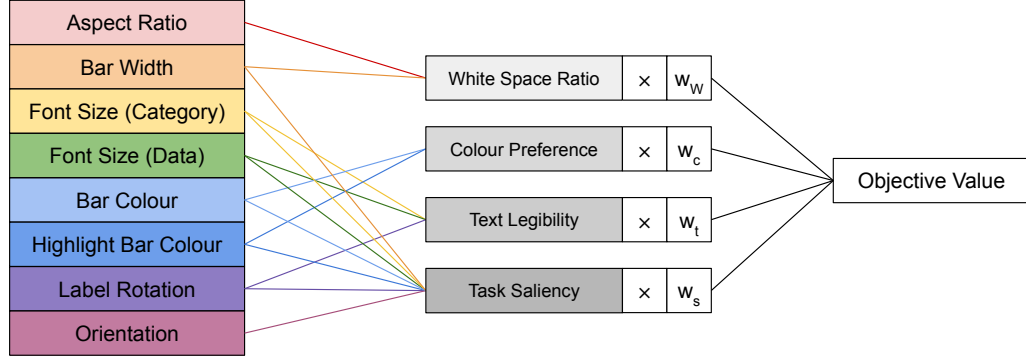 Aspect Ratio
Bar Width
Font Size (Category)
Font Size (Data)
Bar Colour
Highlight Bar Colour
Label Rotation
Orientation
White Space Ratio × w_W
Colour Preference × w_c
Text Legibility × w_t
Task Saliency × w_s
Objective Value